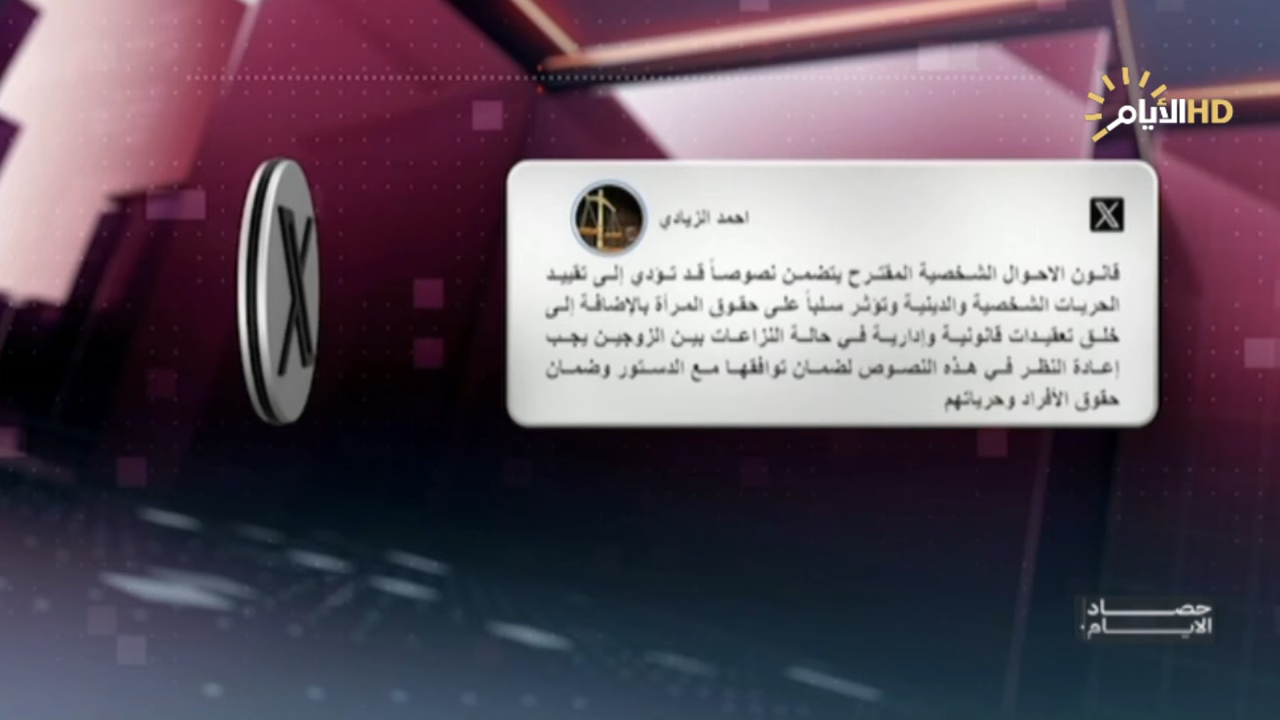 الأيام HD
احمد الزيادي
قانون الاحوال الشخصية المقترح يتضمن نصوصاً قد تؤدي إلى تقييد
الحريات الشخصية والدينية وتؤثر سلباً على حقوق المرأة بالإضافة إلى
خلق تعقيدات قانونية وإدارية في حالة النزاعات بين الزوجين يجب
إعادة النظر في هذه النصوص لضمان توافقها مع الدستور وضمان
حقوق الأفراد وحرياتهم
حصاد
الايام